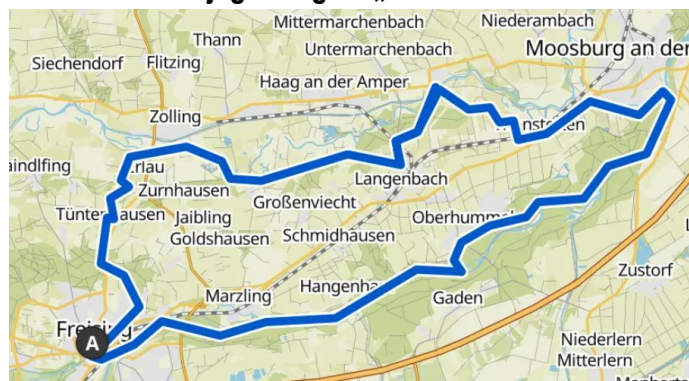 Mittermarchenbach
Niederambach
Thann
Untermarchenbach
Moosburg an der
Siechendorf
Flitzing
Haag an der Amper
Zolling
Langenbach
Zurnhausen
Großenviecht
Jaibling
Oberhummel
Goldshausen
Schmidhausen
Zustorf
Marzling
Gaden
A
Niederlern
Mitterlern